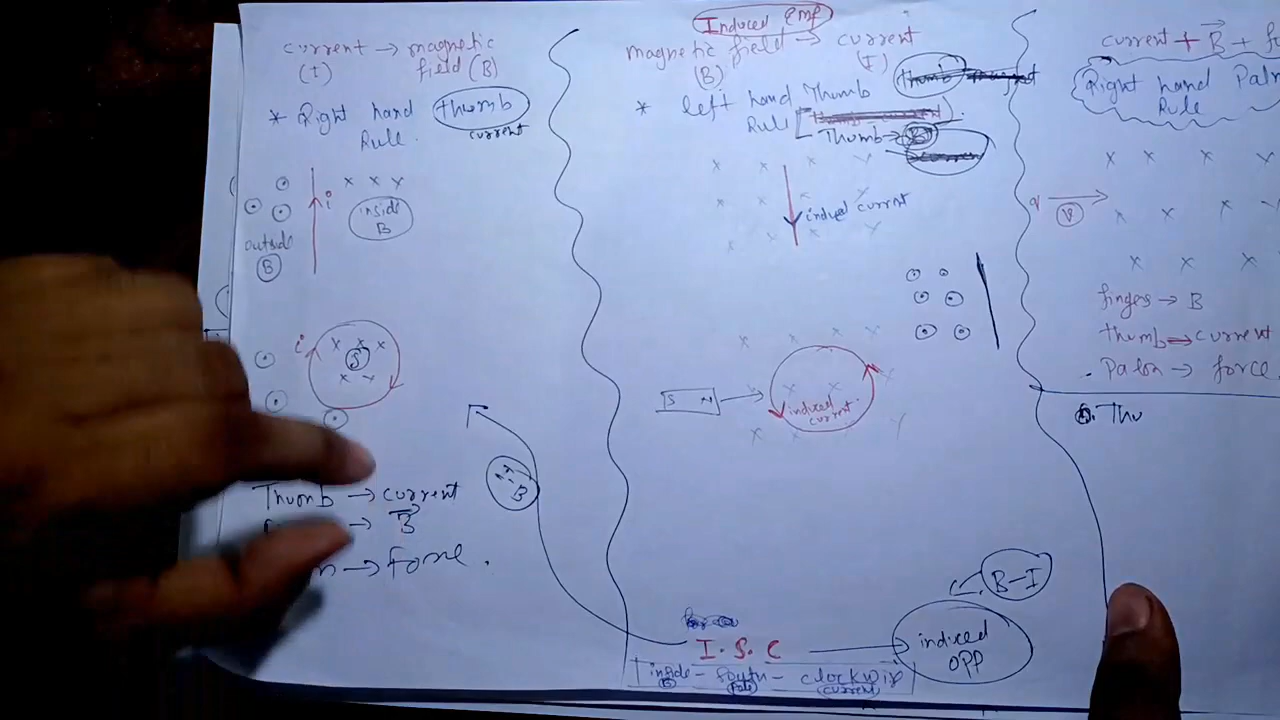 current → magnetic
(I) field (B)
* Right hand thumb
Rule. current
i
inside
B
outside
B
i
S
Thumb → current
→ B
→ force.
B
Induced emf
magnetic field → current
(B) (I)
* left hand Thumb
Rule
Thumb →
induced current
S N
induced
current
B-I
I. S. C
induced
OPP
current + B +
Right hand Palm
Rule
q
V
fingers → B
thumb → current
Palm → force
Thu